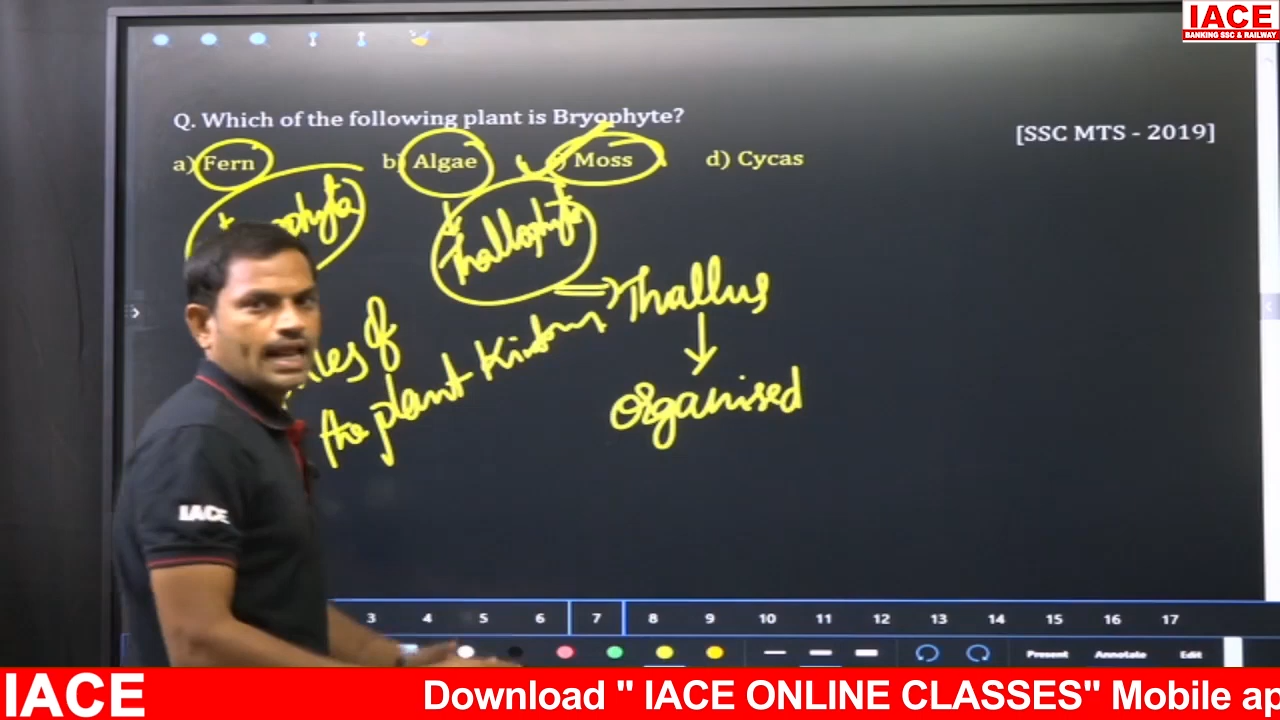 IACE
BANKING SSC & RAILWAY
Q. Which of the following plant is Bryophyte?
[SSC MTS - 2019]
a) Fern b) Algae Moss d) Cycas
Thallophyta
Thallus
of
the plant
organised
IACE
3 4 5 6 7 8 9 10 11 12 13 14 15 16 17
Present Annotate Edit
IACE
Download " IACE ONLINE CLASSES" Mobile ap